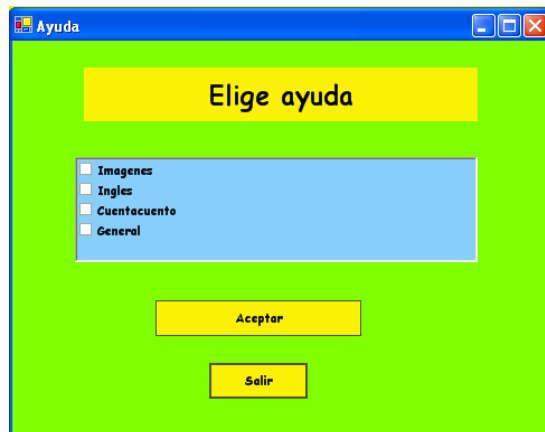 Ayuda
Elige ayuda
Imagenes
Ingles
Cuentacuento
General
Aceptar
Salir